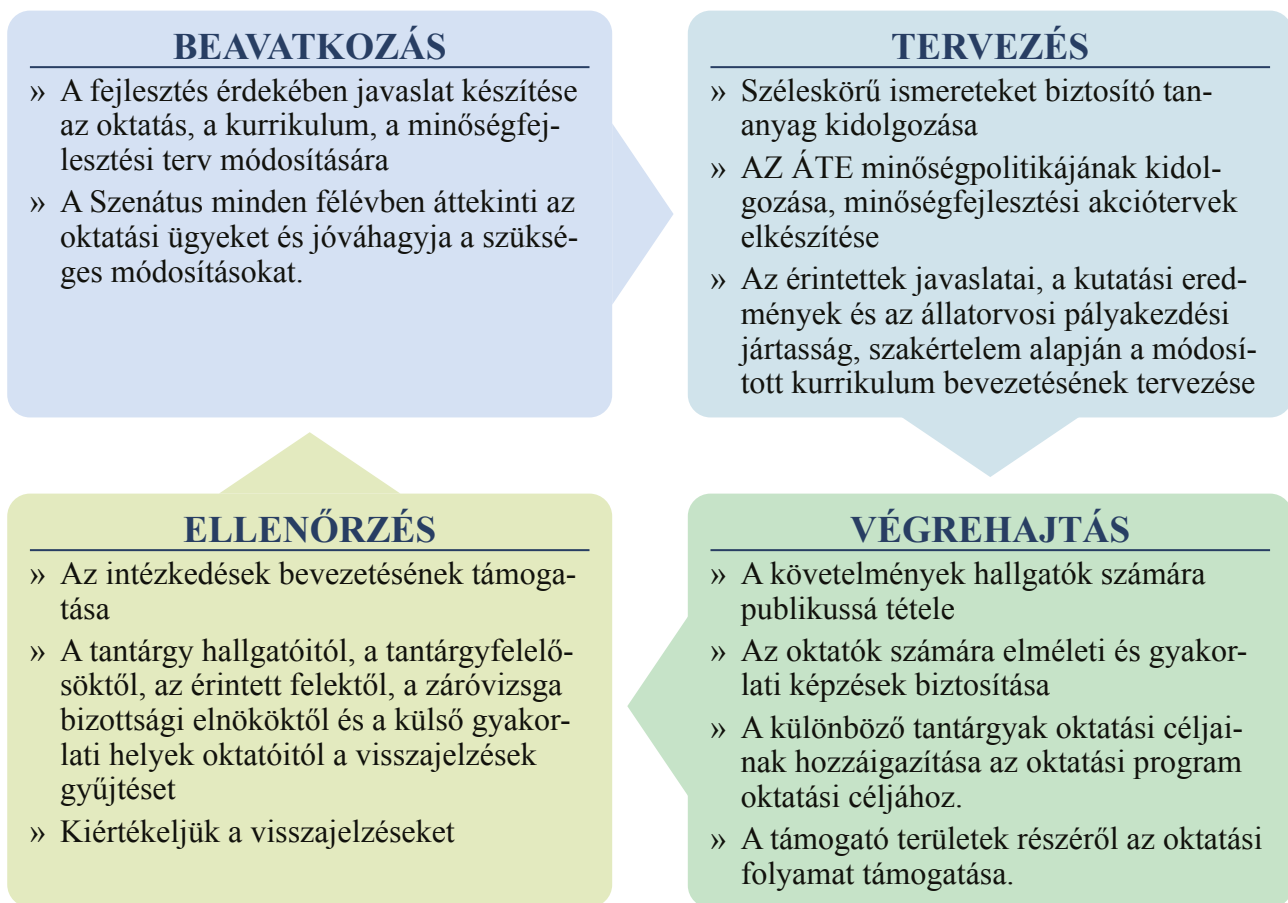 BEAVATKOZÁS
» A fejlesztés érdekében javaslat készítése
az oktatás, a kurrikulum, a minőségfej-
lesztési terv módosítására
» A Szenátus minden félévben áttekinti az
oktatási ügyeket és jóváhagyja a szüksé-
ges módosításokat.
TERVEZÉS
» Széleskörű ismereteket biztosító tan-
anyag kidolgozása
» AZ ÁTE minőségpolitikájának kidol-
gozása, minőségfejlesztési akciótervek
elkészítése
» Az érintettek javaslatai, a kutatási ered-
mények és az állatorvosi pályakezdési
jártasság, szakértelem alapján a módosí-
tott kurrikulum bevezetésének tervezése
ELLENŐRZÉS
» Az intézkedések bevezetésének támoga-
tása
» A tantárgy hallgatóitól, a tantárgyfelelő-
söktől, az érintett felektől, a záróvizsga
bizottsági elnököktől és a külső gyakor-
lati helyek oktatóitól a visszajelzések
gyűjtéset
» Kiértékeljük a visszajelzéseket
VÉGREHAJTÁS
» A követelmények hallgatók számára
publikussá tétele
» Az oktatók számára elméleti és gyakor-
lati képzések biztosítása
» A különböző tantárgyak oktatási céljai-
nak hozzáigazítása az oktatási program
oktatási céljához.
» A támogató területek részéről az oktatási
folyamat támogatása.